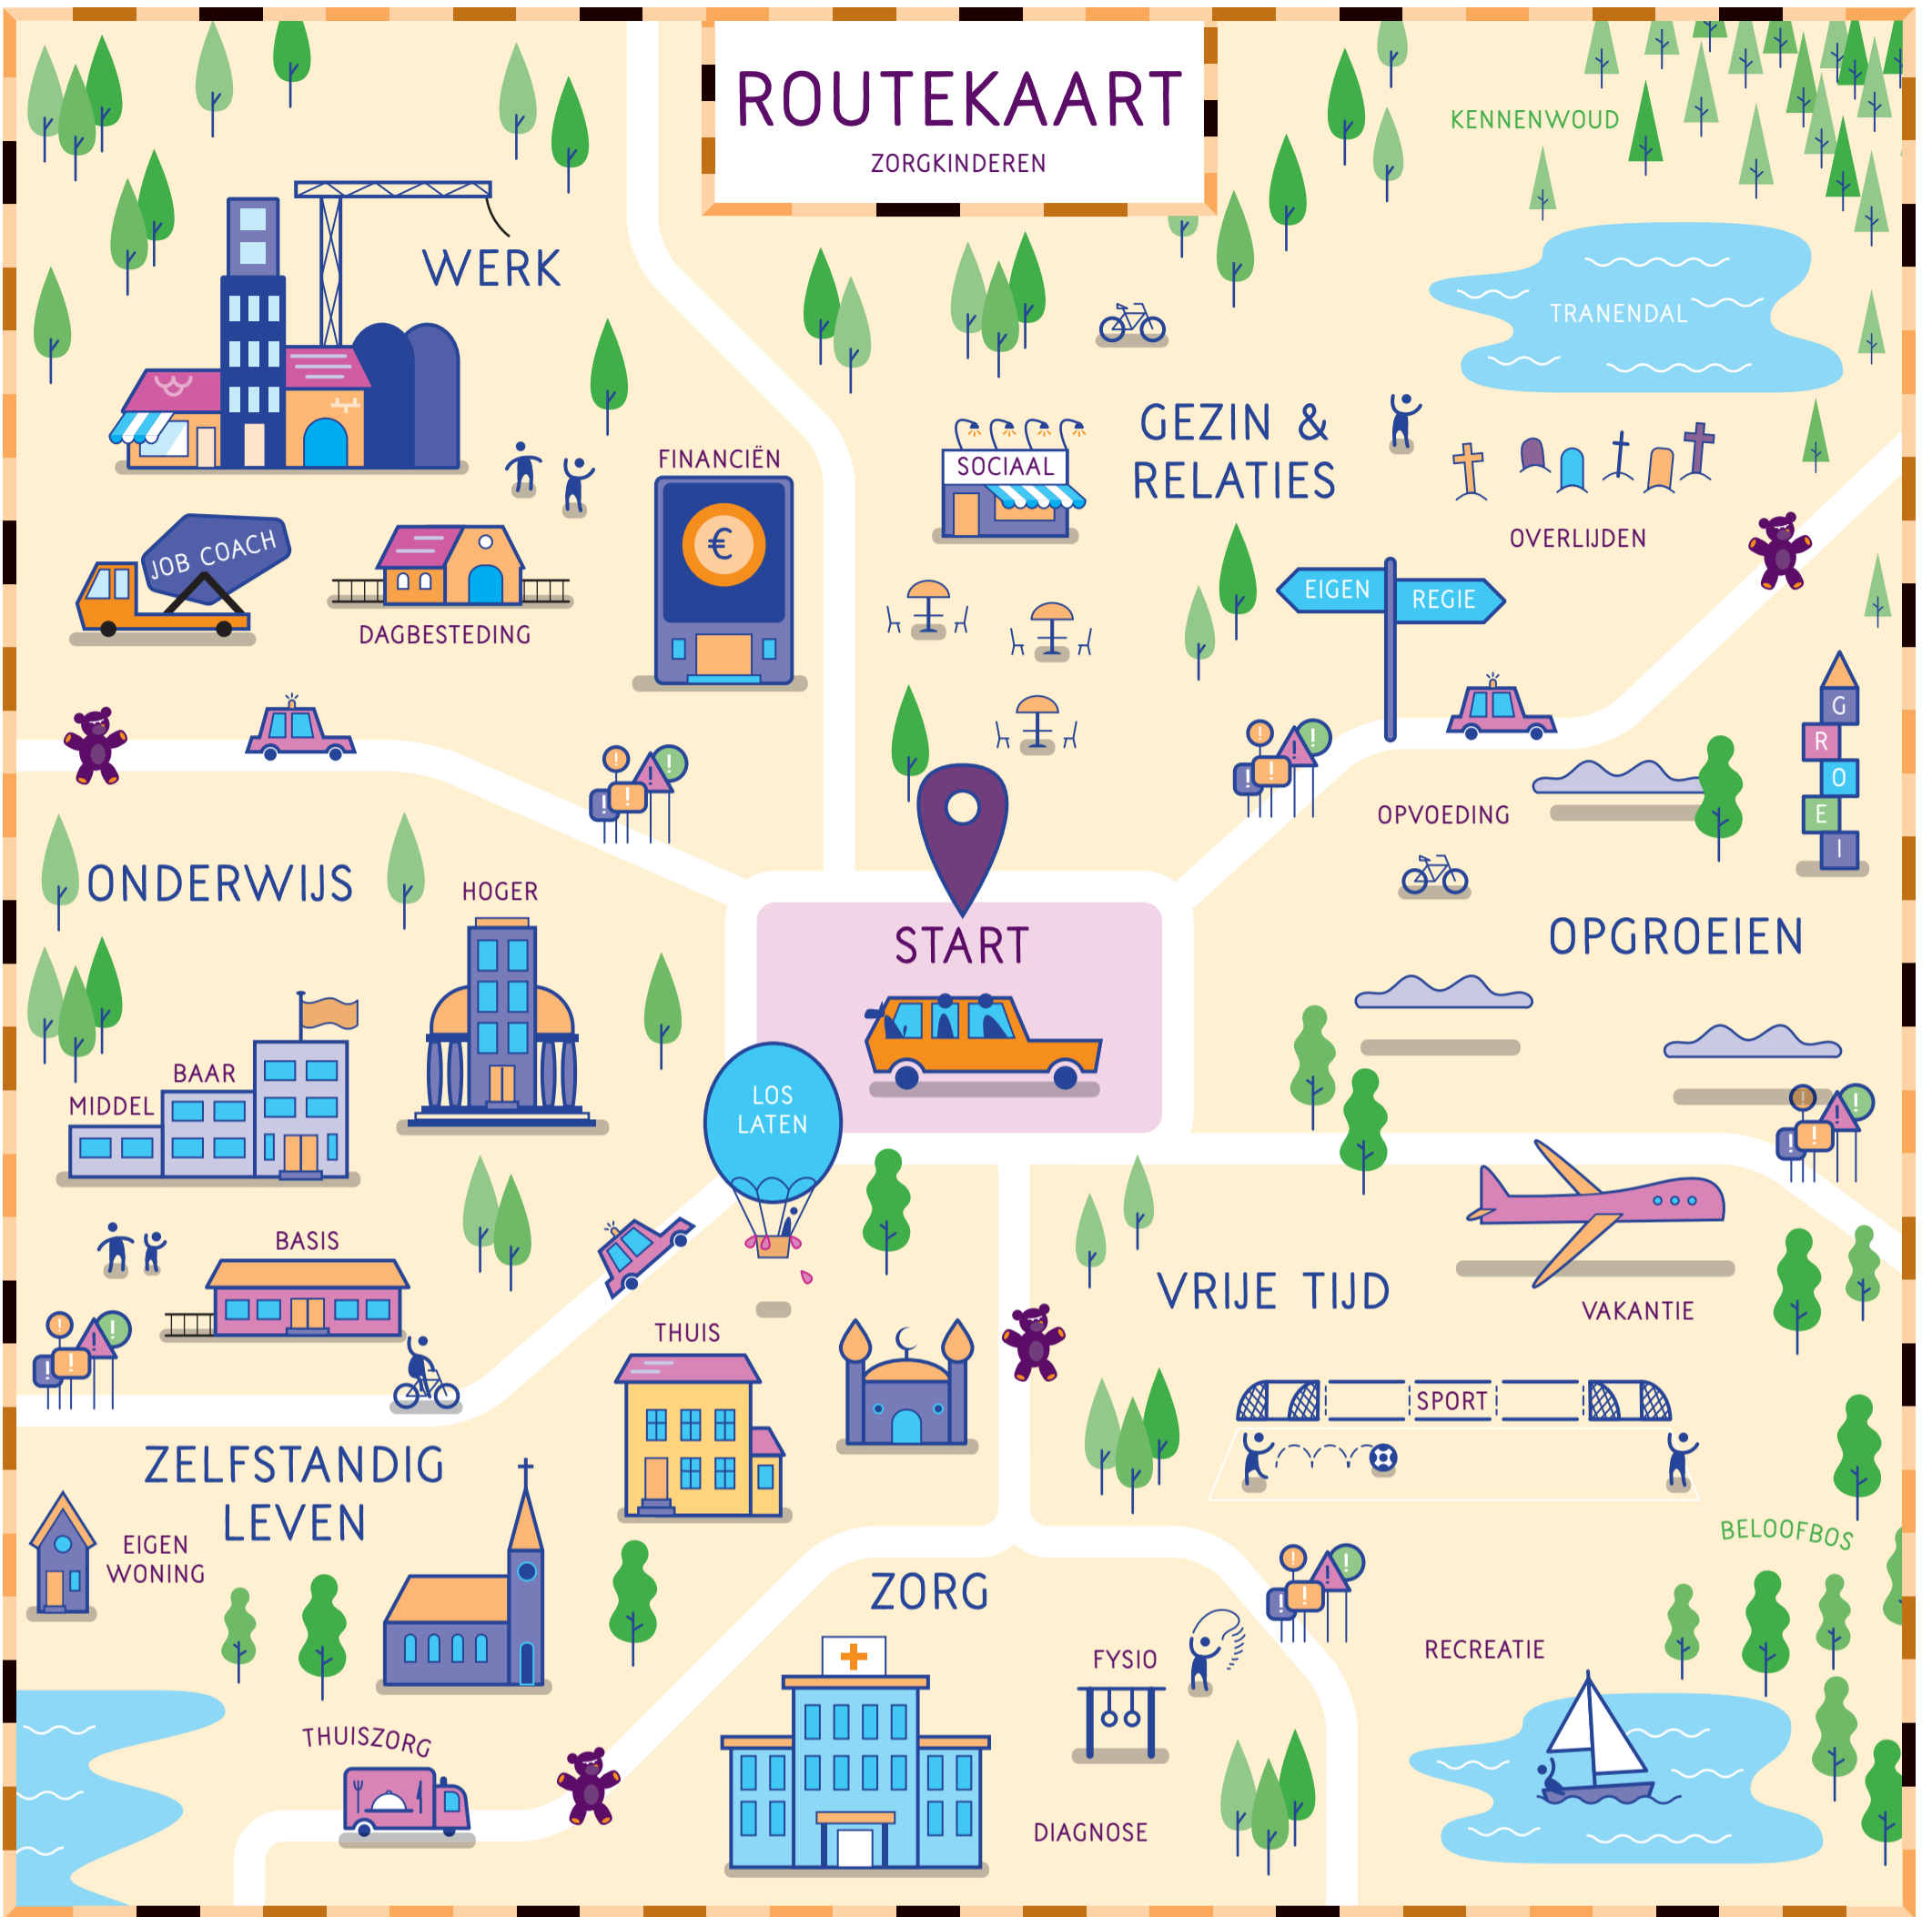 ROUTEKAART
ZORGKINDEREN
KENNENWOUD
WERK
TRANENDAL
GEZIN &
RELATIES
FINANCIËN
€
SOCIAAL
OVERLIJDEN
JOB COACH
DAGBESTEDING
EIGEN
REGIE
G
R
O
E
I
OPVOEDING
ONDERWIJS
HOGER
START
OPGROEIEN
BAAR
MIDDEL
LOS
LATEN
BASIS
VRIJE TIJD
VAKANTIE
THUIS
SPORT
ZELFSTANDIG
LEVEN
EIGEN
WONING
BELOOFBOS
ZORG
FYSIO
RECREATIE
THUISZORG
DIAGNOSE